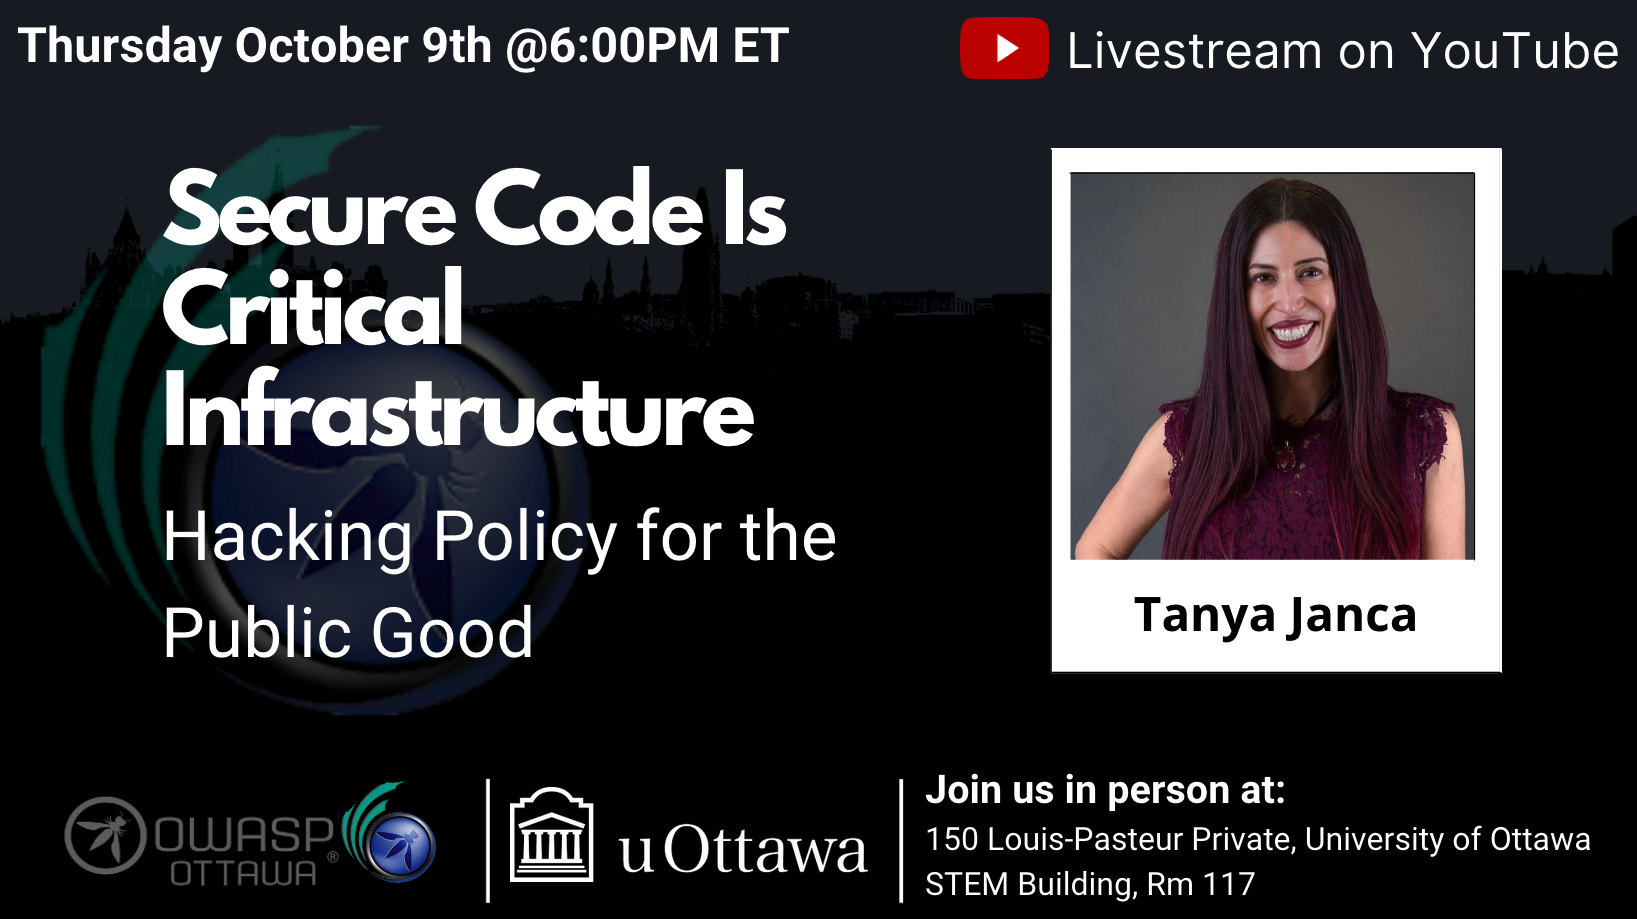 Thursday October 9th @6:00PM ET
Livestream on YouTube
Secure Code Is
Critical
Infrastructure
Hacking Policy for the
Public Good
Tanya Janca
OWASP
OTTAWA ®
uOttawa
Join us in person at:
150 Louis-Pasteur Private, University of Ottawa
STEM Building, Rm 117